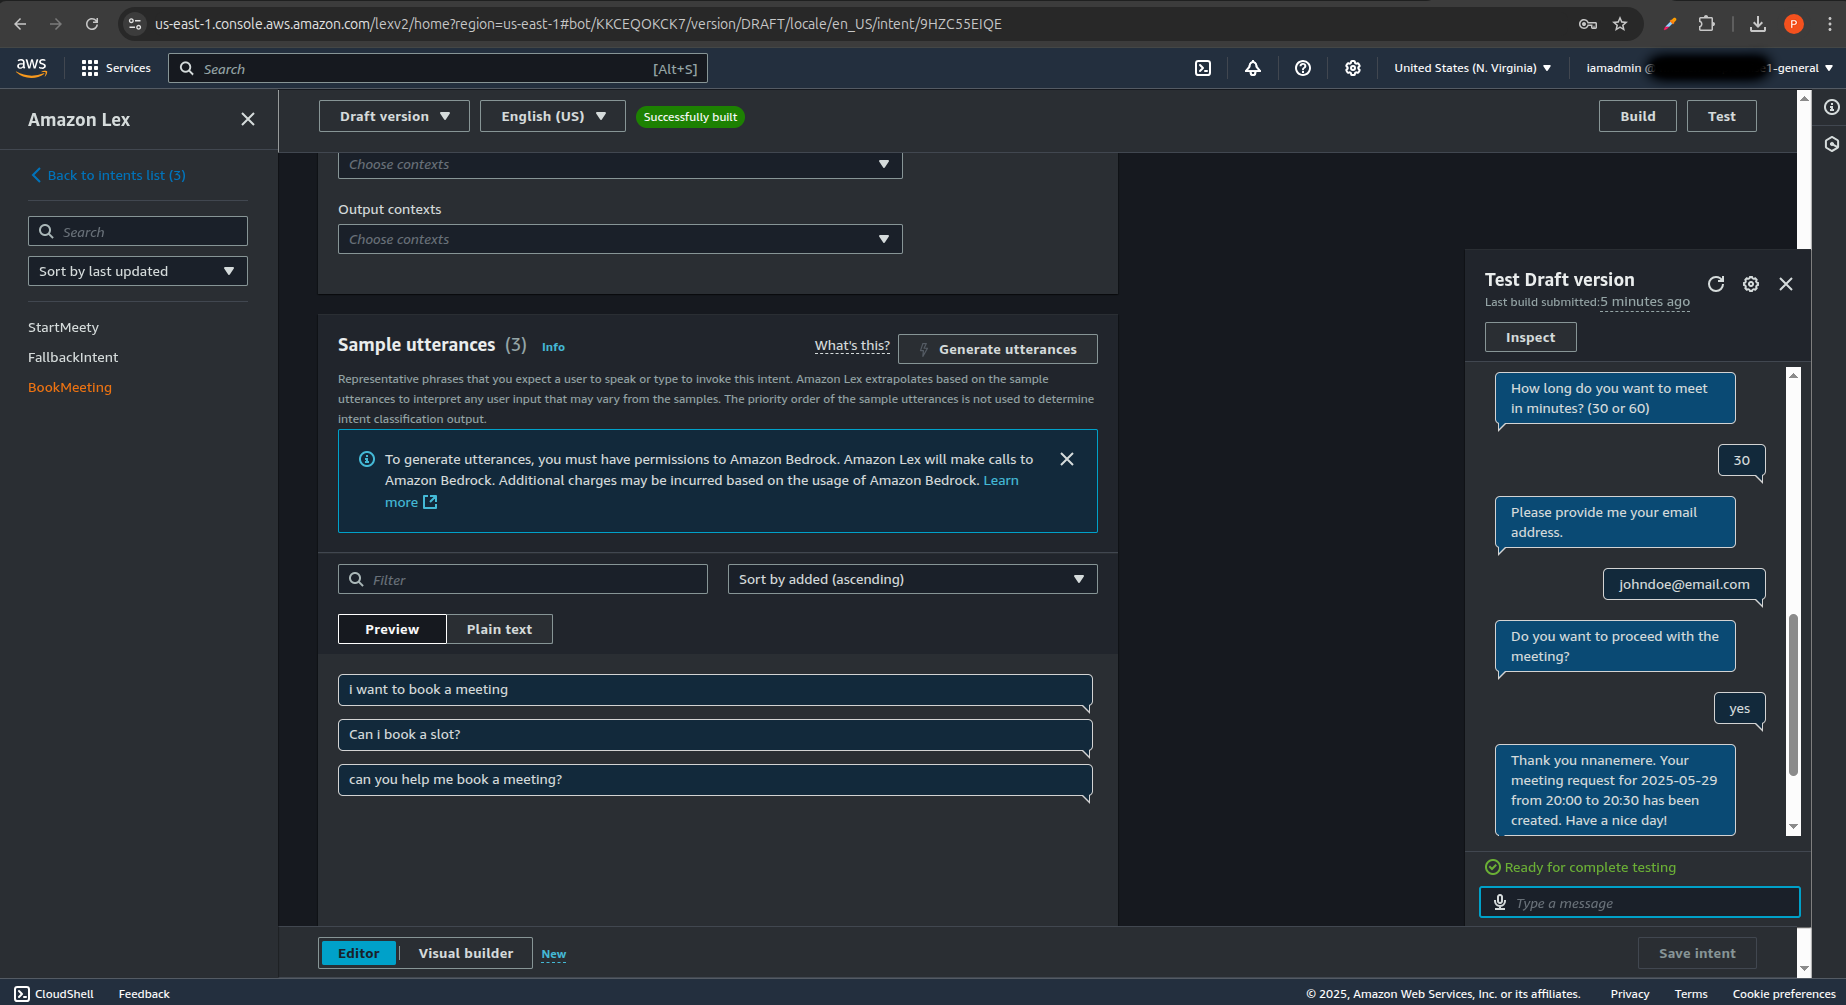 us-east-1.console.aws.amazon.com/lexv2/home?region=us-east-1#bot/KKCEQOKCK7/version/DRAFT/locale/en_US/intent/9HZC55EIQE
P
aws
Services
Search
[Alt+S]
United States (N. Virginia)
iamadmin @
1-general
Amazon Lex
Draft version
English (US)
Successfully built
Build
Test
Back to intents list (3)
Search
Sort by last updated
StartMeety
FallbackIntent
BookMeeting
Choose contexts
Output contexts
Choose contexts
Sample utterances (3) Info
What's this?
Generate utterances
Representative phrases that you expect a user to speak or type to invoke this intent. Amazon Lex extrapolates based on the sample
utterances to interpret any user input that may vary from the samples. The priority order of the sample utterances is not used to determine
intent classification output.
To generate utterances, you must have permissions to Amazon Bedrock. Amazon Lex will make calls to
Amazon Bedrock. Additional charges may be incurred based on the usage of Amazon Bedrock. Learn
more
Filter
Sort by added (ascending)
Preview
Plain text
i want to book a meeting
Can i book a slot?
can you help me book a meeting?
Test Draft version
Last build submitted:5 minutes ago
Inspect
How long do you want to meet
in minutes? (30 or 60)
30
Please provide me your email
address.
johndoe@email.com
Do you want to proceed with the
meeting?
yes
Thank you nnanemere. Your
meeting request for 2025-05-29
from 20:00 to 20:30 has been
created. Have a nice day!
Ready for complete testing
Type a message
Editor
Visual builder
New
Save intent
CloudShell
Feedback
© 2025, Amazon Web Services, Inc. or its affiliates.
Privacy
Terms
Cookie preferences